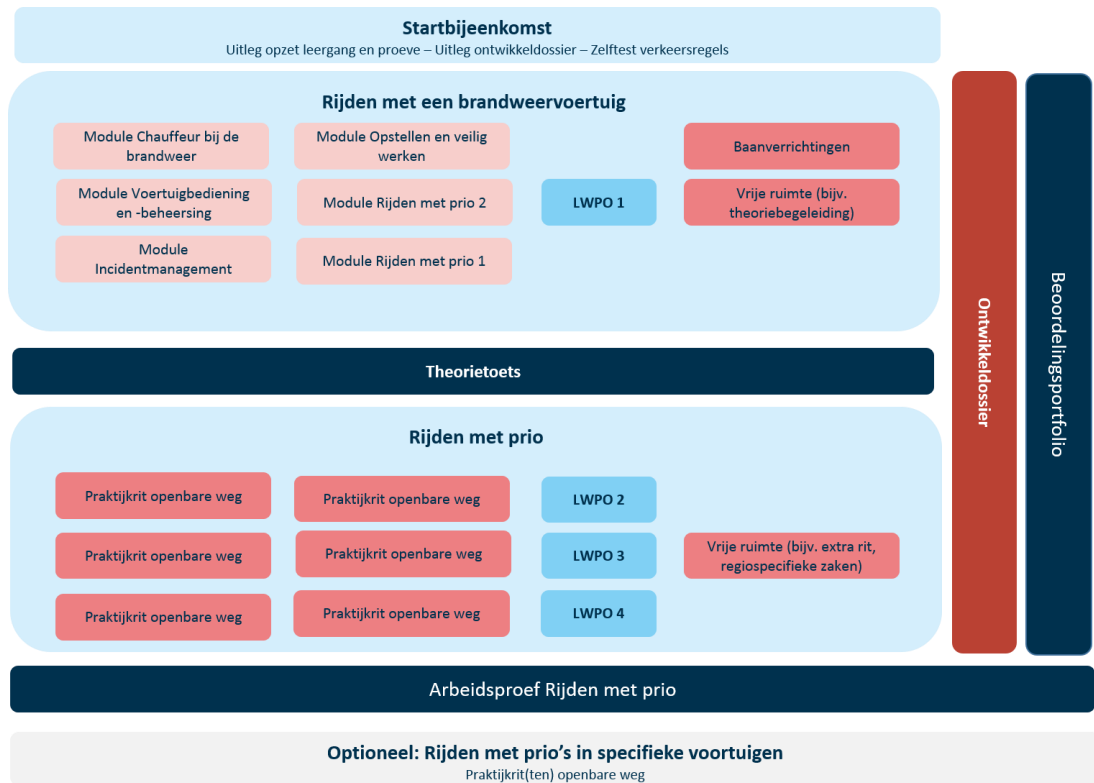 Startbijeenkomst
Uitleg opzet leergang en proeve – Uitleg ontwikkeldossier – Zelftest verkeersregels
Rijden met een brandweervoertuig
Module Chauffeur bij de
brandweer
Module Opstellen en veilig
werken
Baanverrichtingen
Module Voertuigbediening
en -beheersing
Module Rijden met prio 2
LWPO 1
Vrije ruimte (bijv.
theoriebegeleiding)
Module
Incidentmanagement
Module Rijden met prio 1
Theorietoets
Rijden met prio
Praktijkrit openbare weg
Praktijkrit openbare weg
LWPO 2
Praktijkrit openbare weg
Praktijkrit openbare weg
LWPO 3
Vrije ruimte (bijv. extra rit,
regiospecifieke zaken)
Praktijkrit openbare weg
Praktijkrit openbare weg
LWPO 4
Ontwikkeldossier
Beoordelingsportfolio
Arbeidsproef Rijden met prio
Optioneel: Rijden met prio’s in specifieke voortuigen
Praktijkrit(ten) openbare weg